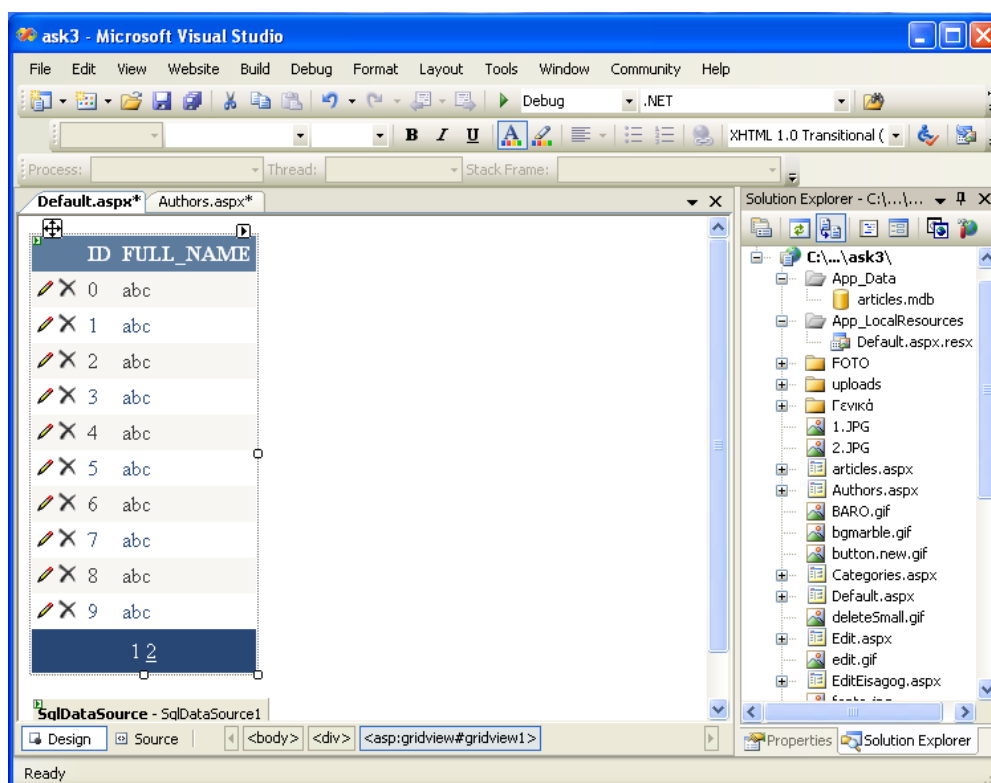 ask3 - Microsoft Visual Studio
File Edit View Website Build Debug Format Layout Tools Window Community Help
Debug .NET
B I U A XHTML 1.0 Transitional (
Process: Thread: Stack Frame:
Default.aspx* Authors.aspx*
ID FULL_NAME
0 abc
1 abc
2 abc
3 abc
4 abc
5 abc
6 abc
7 abc
8 abc
9 abc
1 2
SqlDataSource - SqlDataSource1
Design Source <body> <div> <asp:gridview#gridview1>
Solution Explorer - C:\...\...
C:\...\ask3\
App_Data
articles.mdb
App_LocalResources
Default.aspx.resx
FOTO
uploads
Γενικά
1.JPG
2.JPG
articles.aspx
Authors.aspx
BARO.gif
bgmarble.gif
button.new.gif
Categories.aspx
Default.aspx
deleteSmall.gif
Edit.aspx
edit.gif
EditEisagog.aspx
Properties Solution Explorer
Ready